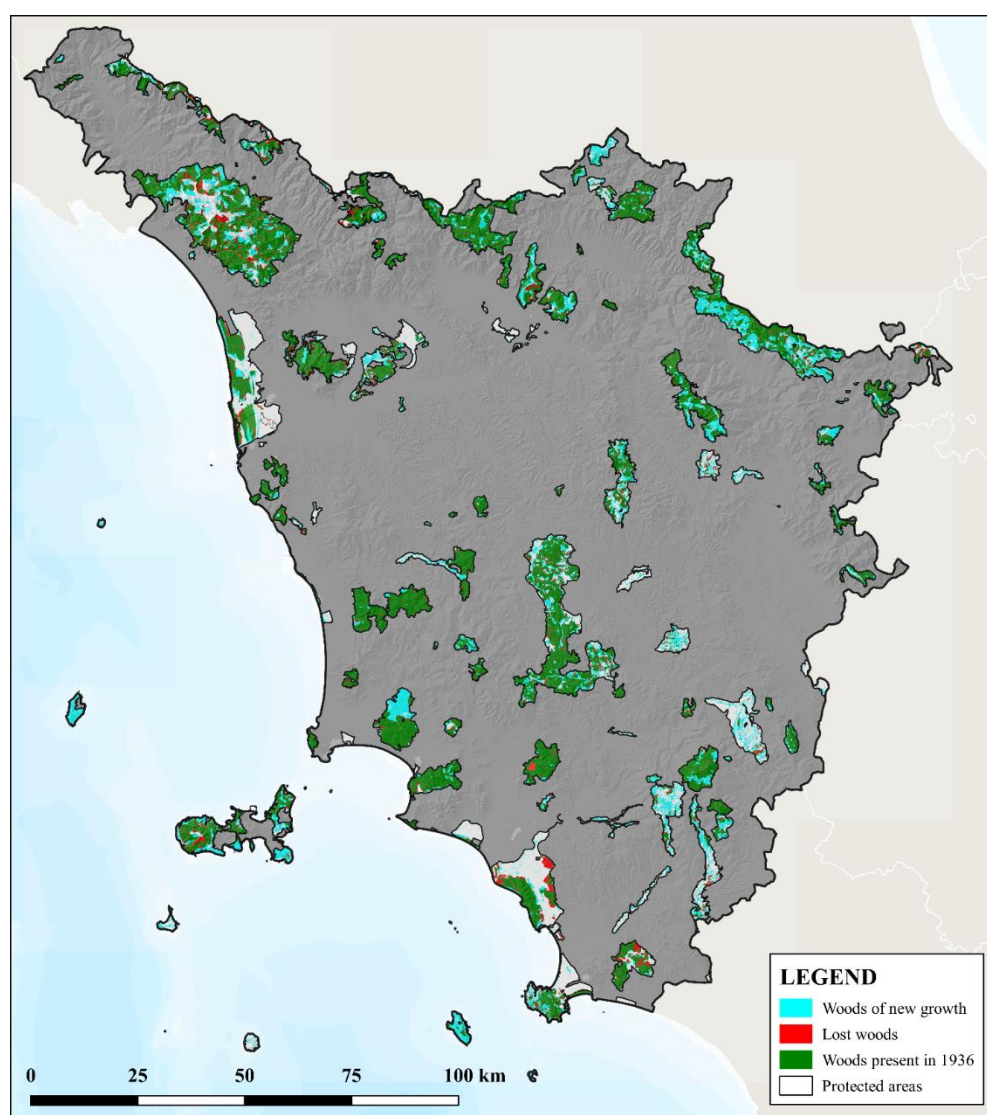 LEGEND
Woods of new growth
Lost woods
Woods present in 1936
Protected areas
0 25 50 75 100 km